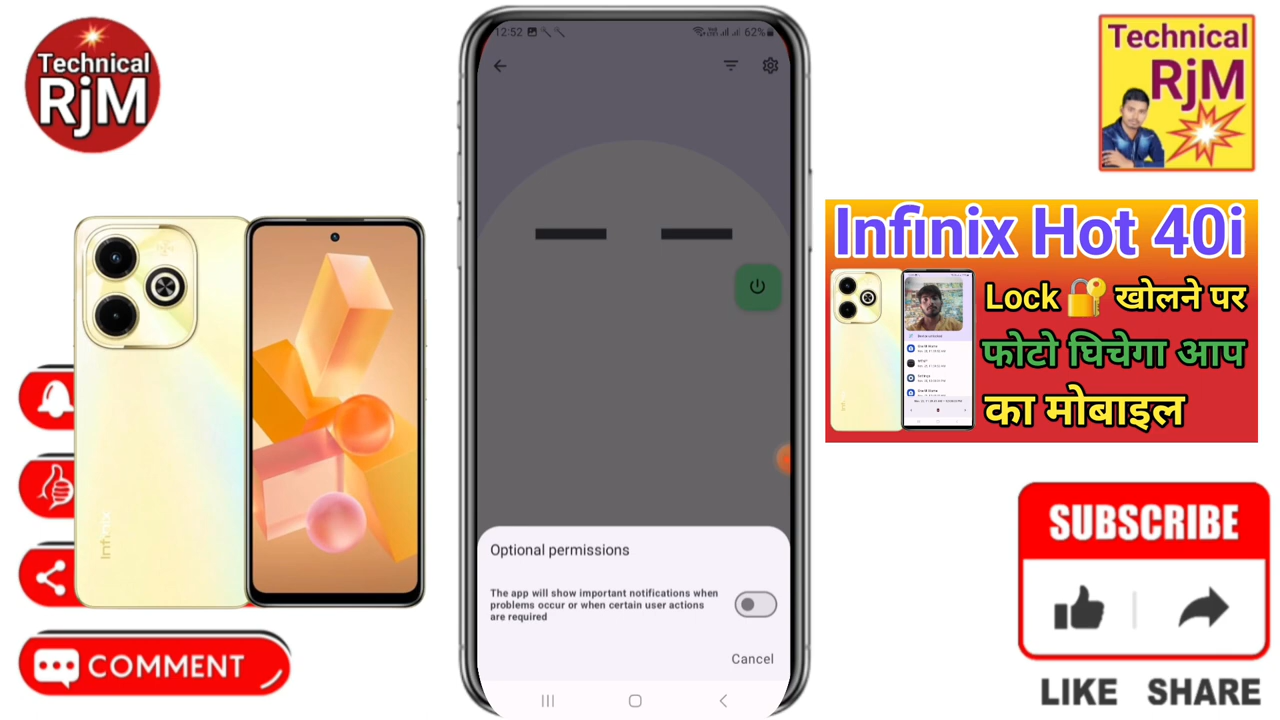 Technical
RjM
12:52
62%
Technical
RjM
Infinix Hot 40i
Lock 🔐 खोलने पर
फोटो घिचेगा आप
का मोबाइल
Infinix
Optional permissions
The app will show important notifications when
problems occur or when certain user actions
are required
Cancel
COMMENT
SUBSCRIBE
LIKE SHARE